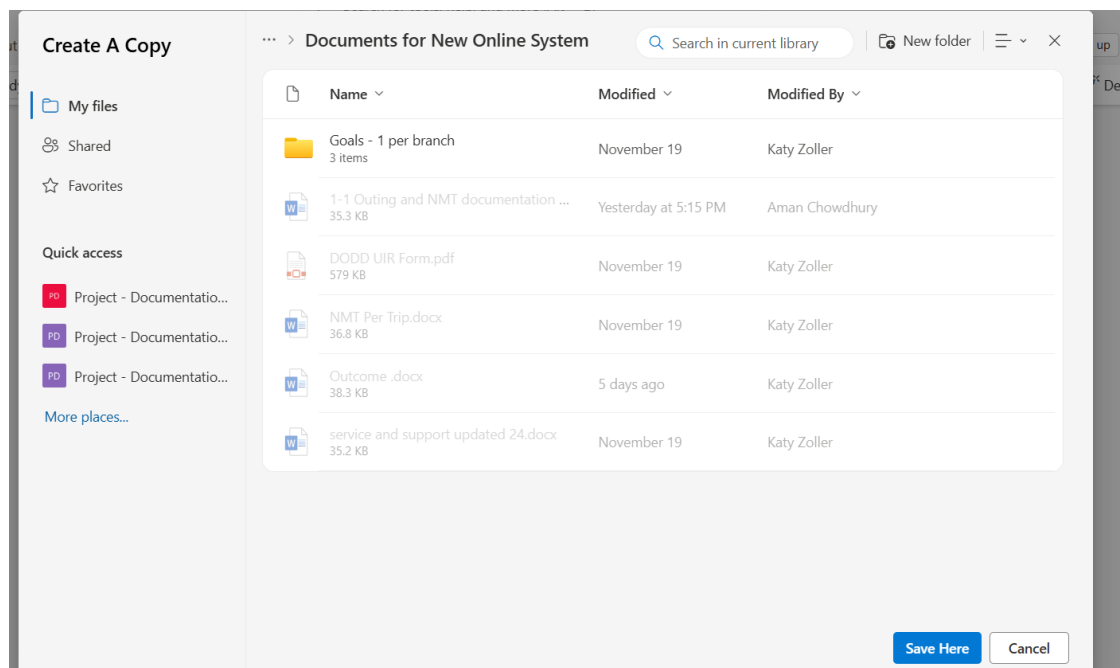 Create A Copy
My files
Shared
Favorites
Quick access
PD Project - Documentatio...
PD Project - Documentatio...
PD Project - Documentatio...
More places...
··· > Documents for New Online System
Search in current library
New folder
Name Modified Modified By
Goals - 1 per branch
3 items
November 19 Katy Zoller
1-1 Outing and NMT documentation ...
35.3 KB
Yesterday at 5:15 PM Aman Chowdhury
DODD UIR Form.pdf
579 KB
November 19 Katy Zoller
NMT Per Trip.docx
36.8 KB
November 19 Katy Zoller
Outcome .docx
38.3 KB
5 days ago Katy Zoller
service and support updated 24.docx
35.2 KB
November 19 Katy Zoller
Save Here Cancel
up
De